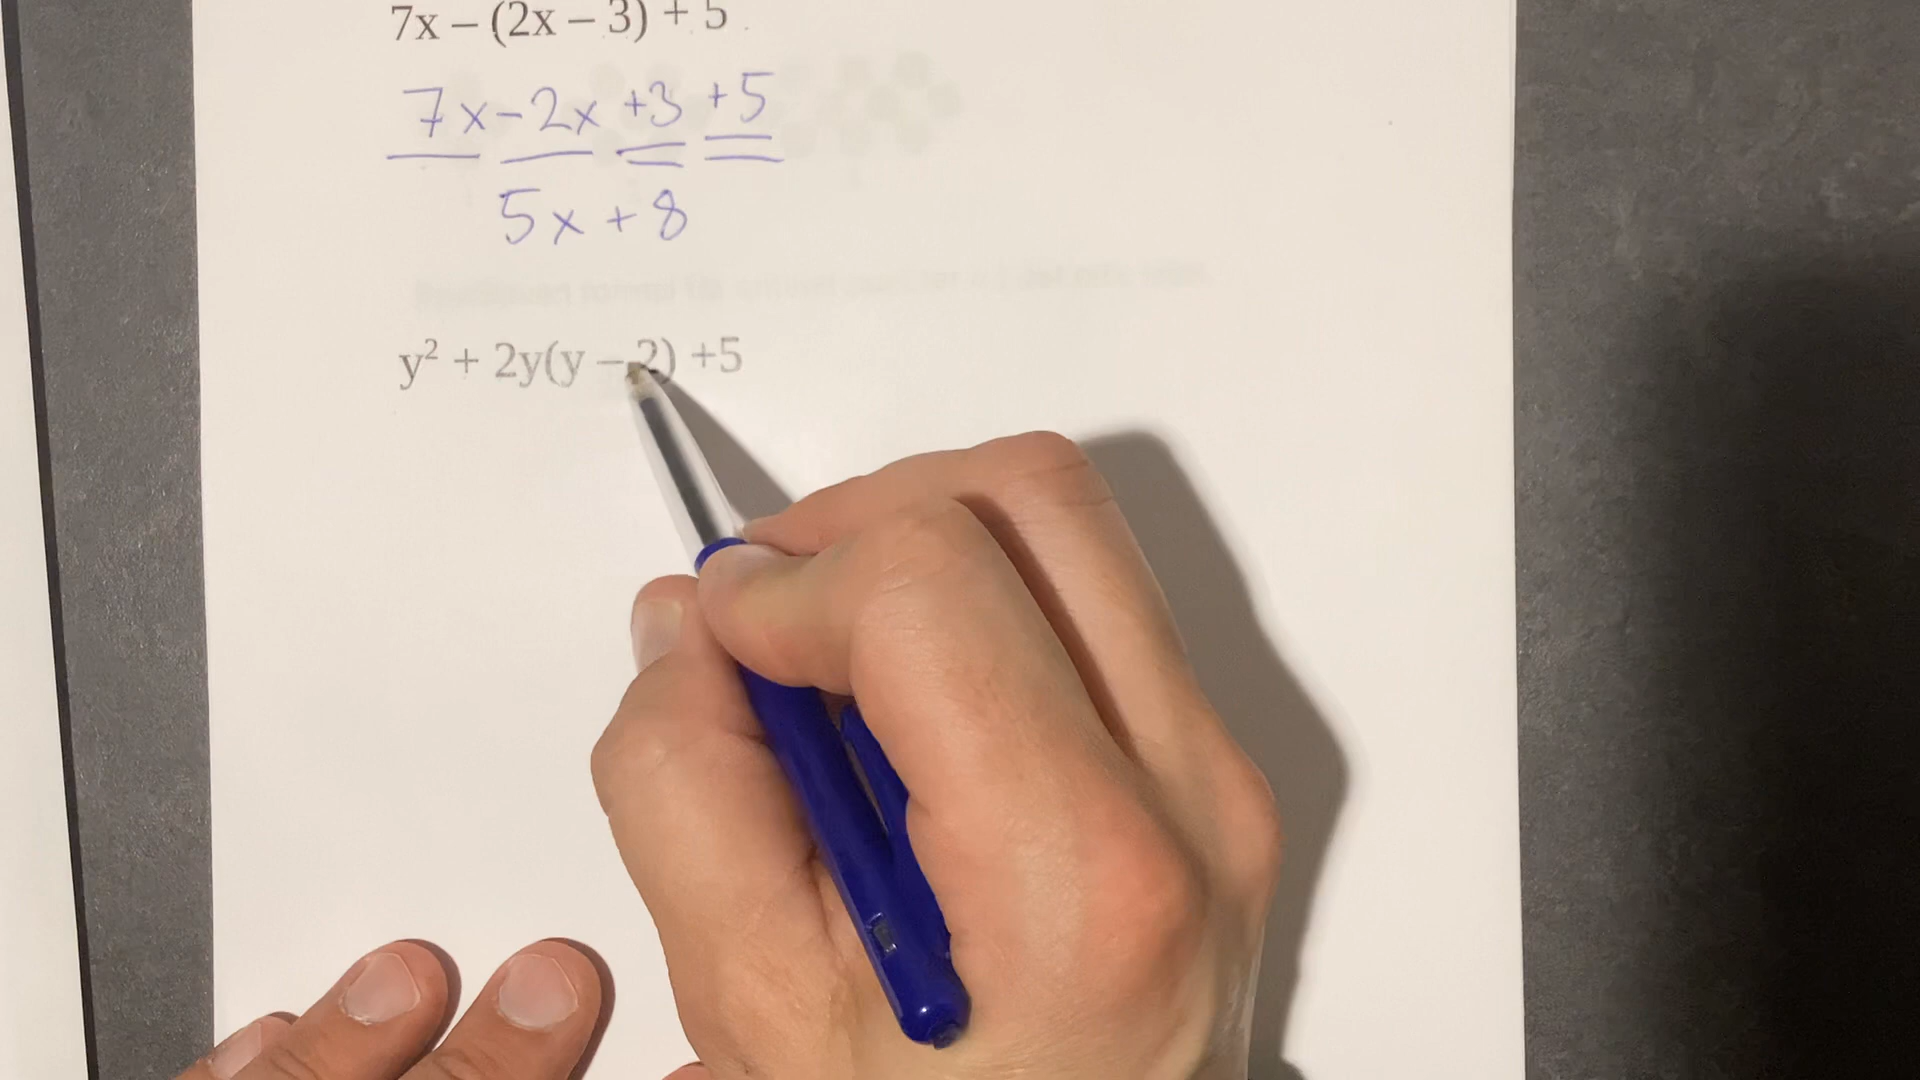 7x – (2x – 3) + 5
7x-2x +3 +5
5x + 8
y² + 2y(y – 2) +5